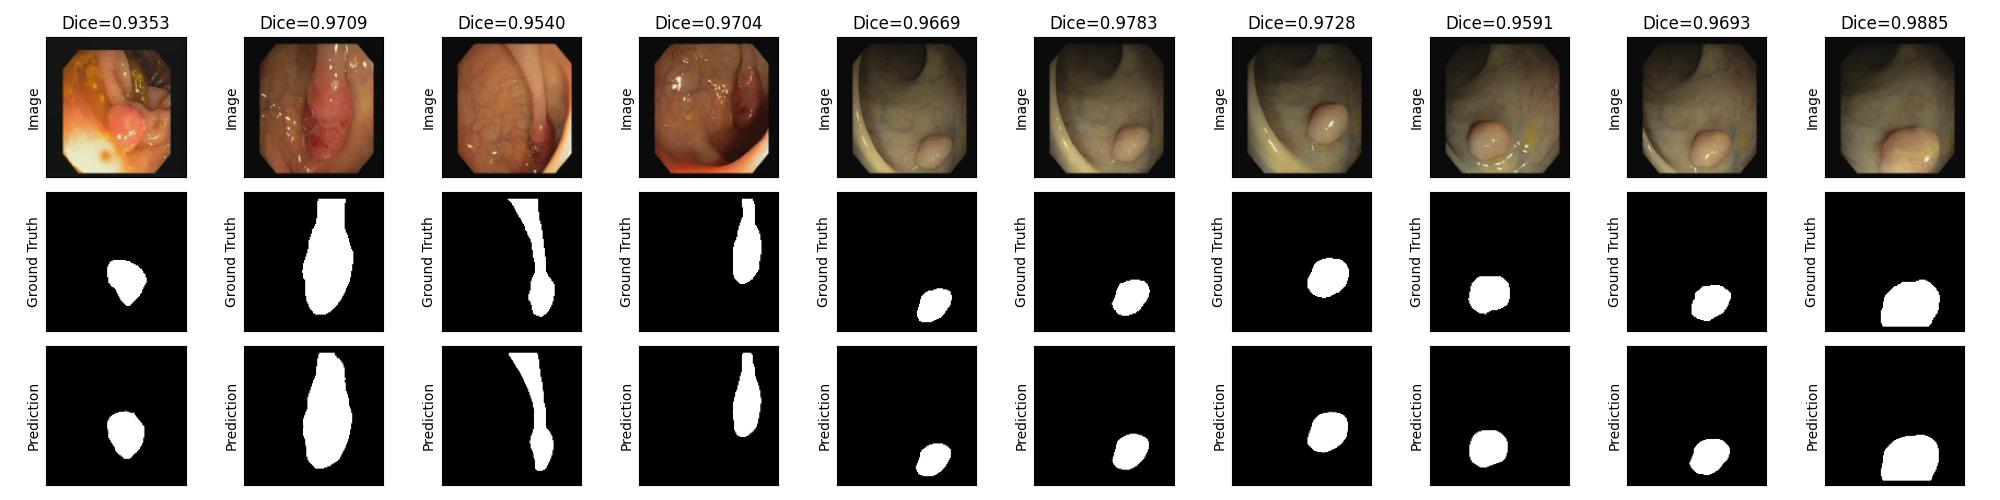 Dice=0.9353 Dice=0.9709 Dice=0.9540 Dice=0.9704 Dice=0.9669 Dice=0.9783 Dice=0.9728 Dice=0.9591 Dice=0.9693 Dice=0.9885
Image Image Image Image Image Image Image Image Image Image
Ground Truth Ground Truth Ground Truth Ground Truth Ground Truth Ground Truth Ground Truth Ground Truth Ground Truth Ground Truth
Prediction Prediction Prediction Prediction Prediction Prediction Prediction Prediction Prediction Prediction